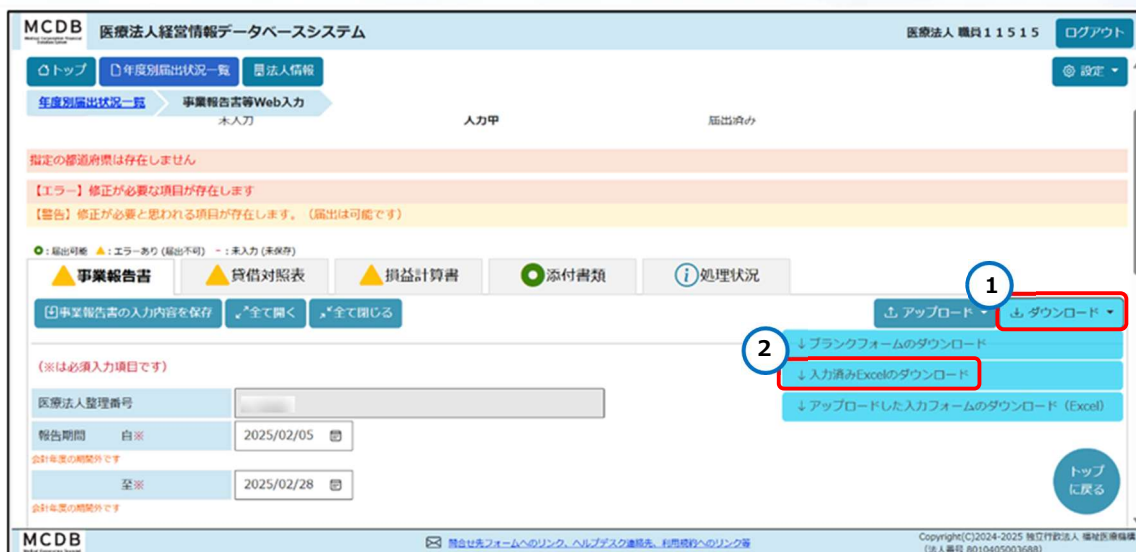 MCDB 医療法人経営情報データベースシステム 医療法人 職員11515 ログアウト
トップ 年度別届出状況一覧 法人情報 設定
年度別届出状況一覧 事業報告書等Web入力
未入力 入力中 届出済み
指定の都道府県は存在しません
【エラー】修正が必要な項目が存在します
【警告】修正が必要と思われる項目が存在します。（届出は可能です）
：届出可能 ：エラーあり (届出不可) －：未入力 (未保存)
事業報告書 貸借対照表 損益計算書 添付書類 処理状況
1
事業報告書の入力内容を保存 全て開く 全て閉じる アップロード ダウンロード
2
↓ブランクフォームのダウンロード
（※は必須入力項目です）
↓入力済みExcelのダウンロード
医療法人整理番号
↓アップロードした入力フォームのダウンロード（Excel）
報告期間 自※ 2025/02/05
会計年度の期間外です
至※ 2025/02/28
会計年度の期間外です
トップ
に戻る
MCDB 問合せ先フォームへのリンク、ヘルプデスク連絡先、利用規約へのリンク等 Copyright(C)2024-2025 独立行政法人 福祉医療機構
（法人番号 8010405003688）